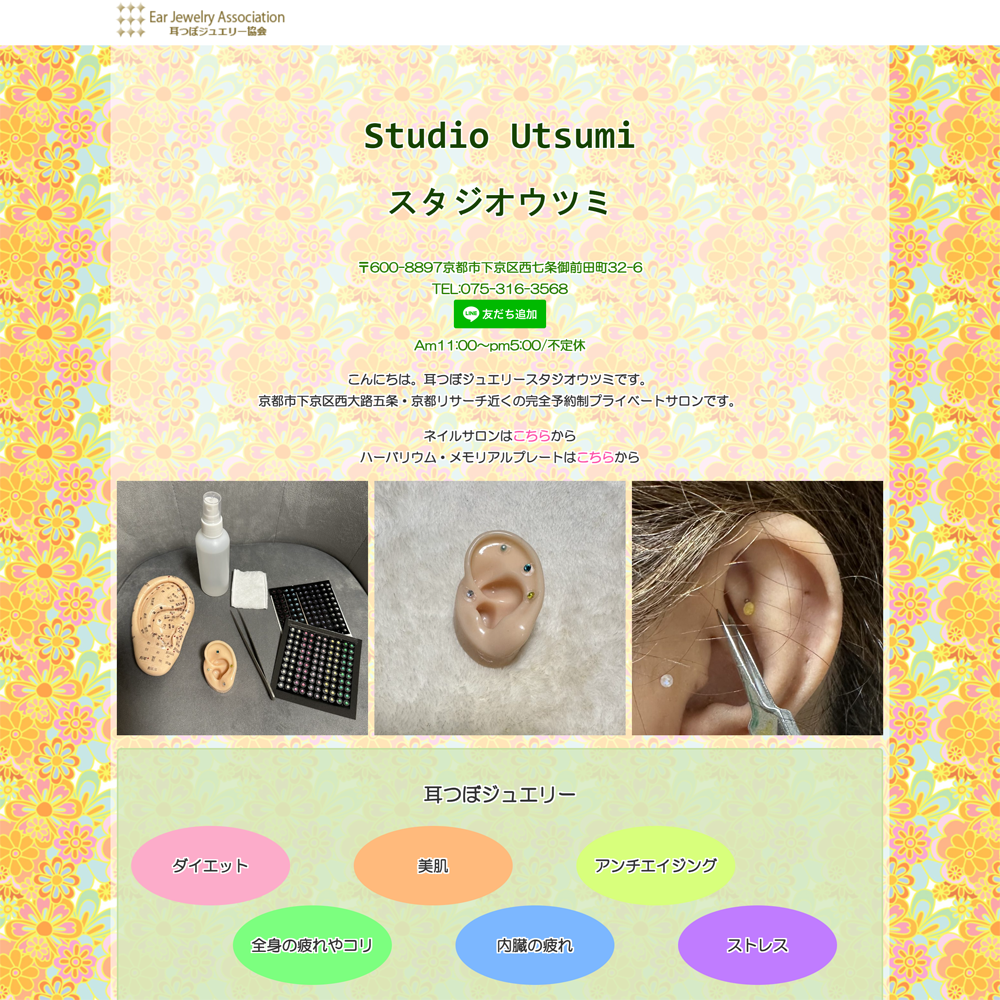 Ear Jewelry Association
耳つぼジュエリー協会
Studio Utsumi
スタジオウツミ
〒600-8897京都市下京区西七条御前田町32-6
TEL:075-316-3568
LINE 友だち追加
Am11:00～pm5:00/不定休
こんにちは。耳つぼジュエリースタジオウツミです。
京都市下京区西大路五条・京都リサーチ近くの完全予約制プライベートサロンです。
ネイルサロンはこちらから
ハーバリウム・メモリアルプレートはこちらから
耳つぼジュエリー
ダイエット
美肌
アンチエイジング
全身の疲れやコリ
内臓の疲れ
ストレス